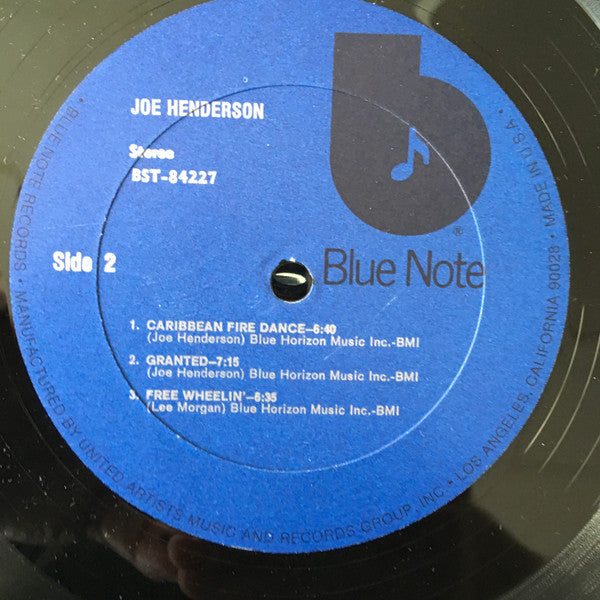 JOE HENDERSON
Stereo
BST-84227
Side 2
b
®
Blue Note
1. CARIBBEAN FIRE DANCE—6:40
(Joe Henderson) Blue Horizon Music Inc.-BMI
2. GRANTED—7:15
(Joe Henderson) Blue Horizon Music Inc.-BMI
3. FREE WHEELIN'—6:35
(Lee Morgan) Blue Horizon Music Inc.-BMI
• BLUE NOTE RECORDS • MANUFACTURED BY UNITED ARTISTS MUSIC AND RECORDS GROUP, INC. • LOS ANGELES, CALIFORNIA 90028 • MADE IN U.S.A. •